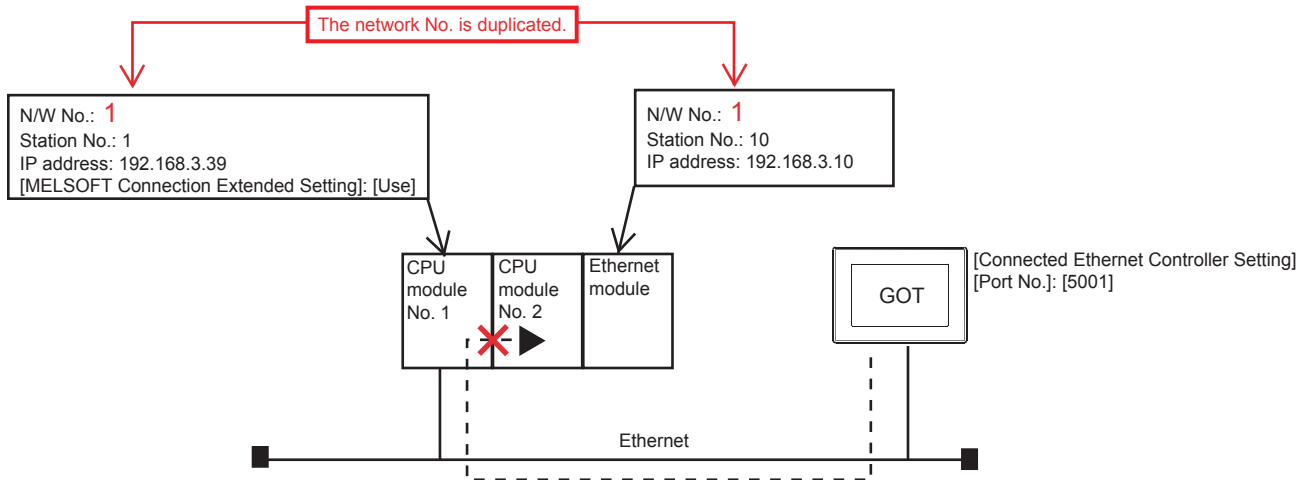 The network No. is duplicated.
N/W No.: 1
Station No.: 1
IP address: 192.168.3.39
[MELSOFT Connection Extended Setting]: [Use]
N/W No.: 1
Station No.: 10
IP address: 192.168.3.10
CPU
module
No. 1
CPU
module
No. 2
Ethernet
module
GOT
[Connected Ethernet Controller Setting]
[Port No.]: [5001]
Ethernet